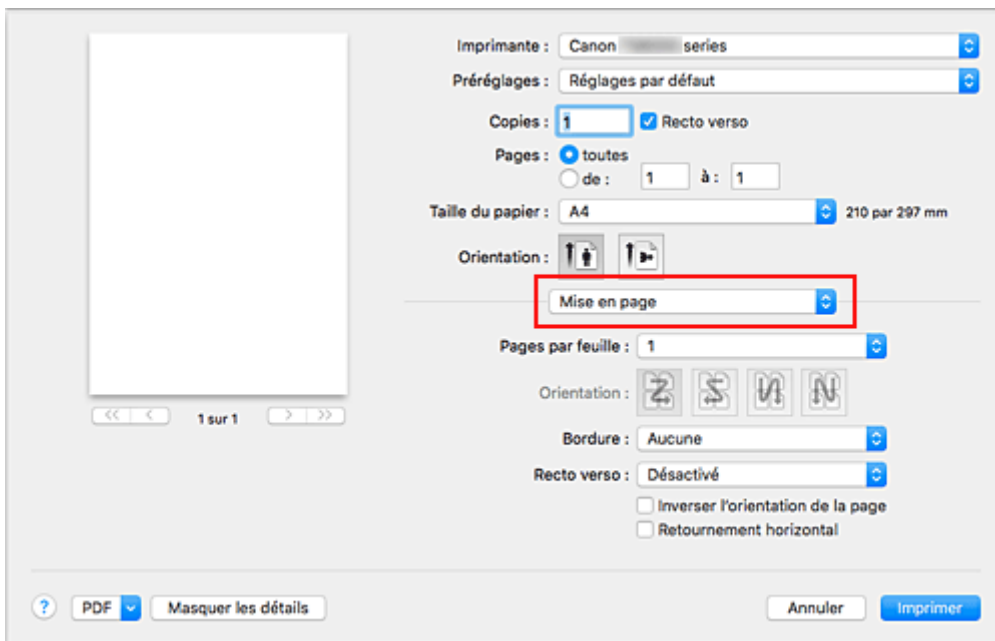 Imprimante : Canon series
Préréglages : Réglages par défaut
Copies : 1 Recto verso
Pages : toutes
de : 1 à : 1
Taille du papier : A4 210 par 297 mm
Orientation :
Mise en page
Pages par feuille : 1
Orientation :
Bordure : Aucune
Recto verso : Désactivé
Inverser l'orientation de la page
Retournement horizontal
<< < 1 sur 1 > >>
? PDF Masquer les détails Annuler Imprimer